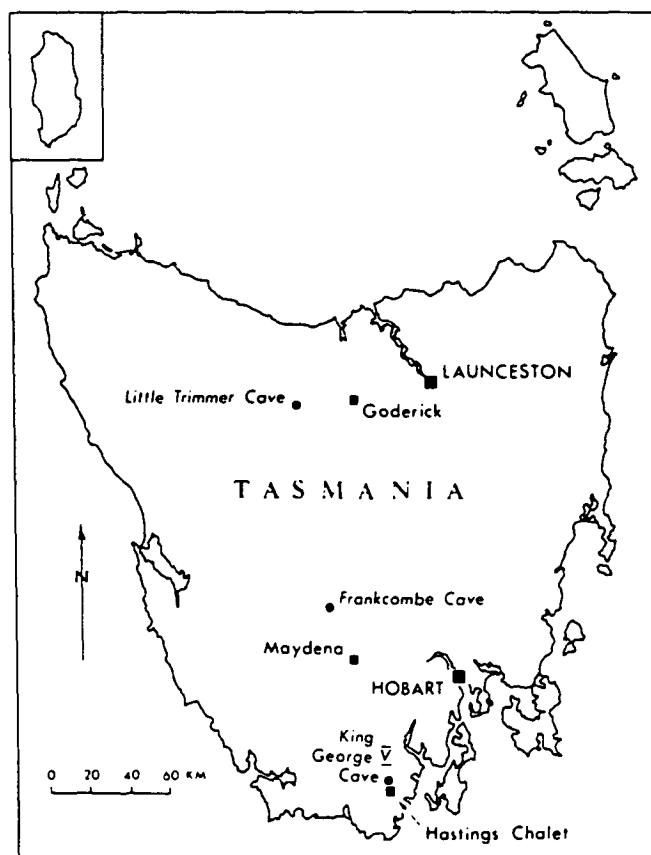 LAUNCESTON
Little Trimmer Cave
Goderick
TASMANIA
N
Frankcombe Cave
Maydena
HOBART
King
George V
Cave
0 20 40 60 KM
Hastings Chalet